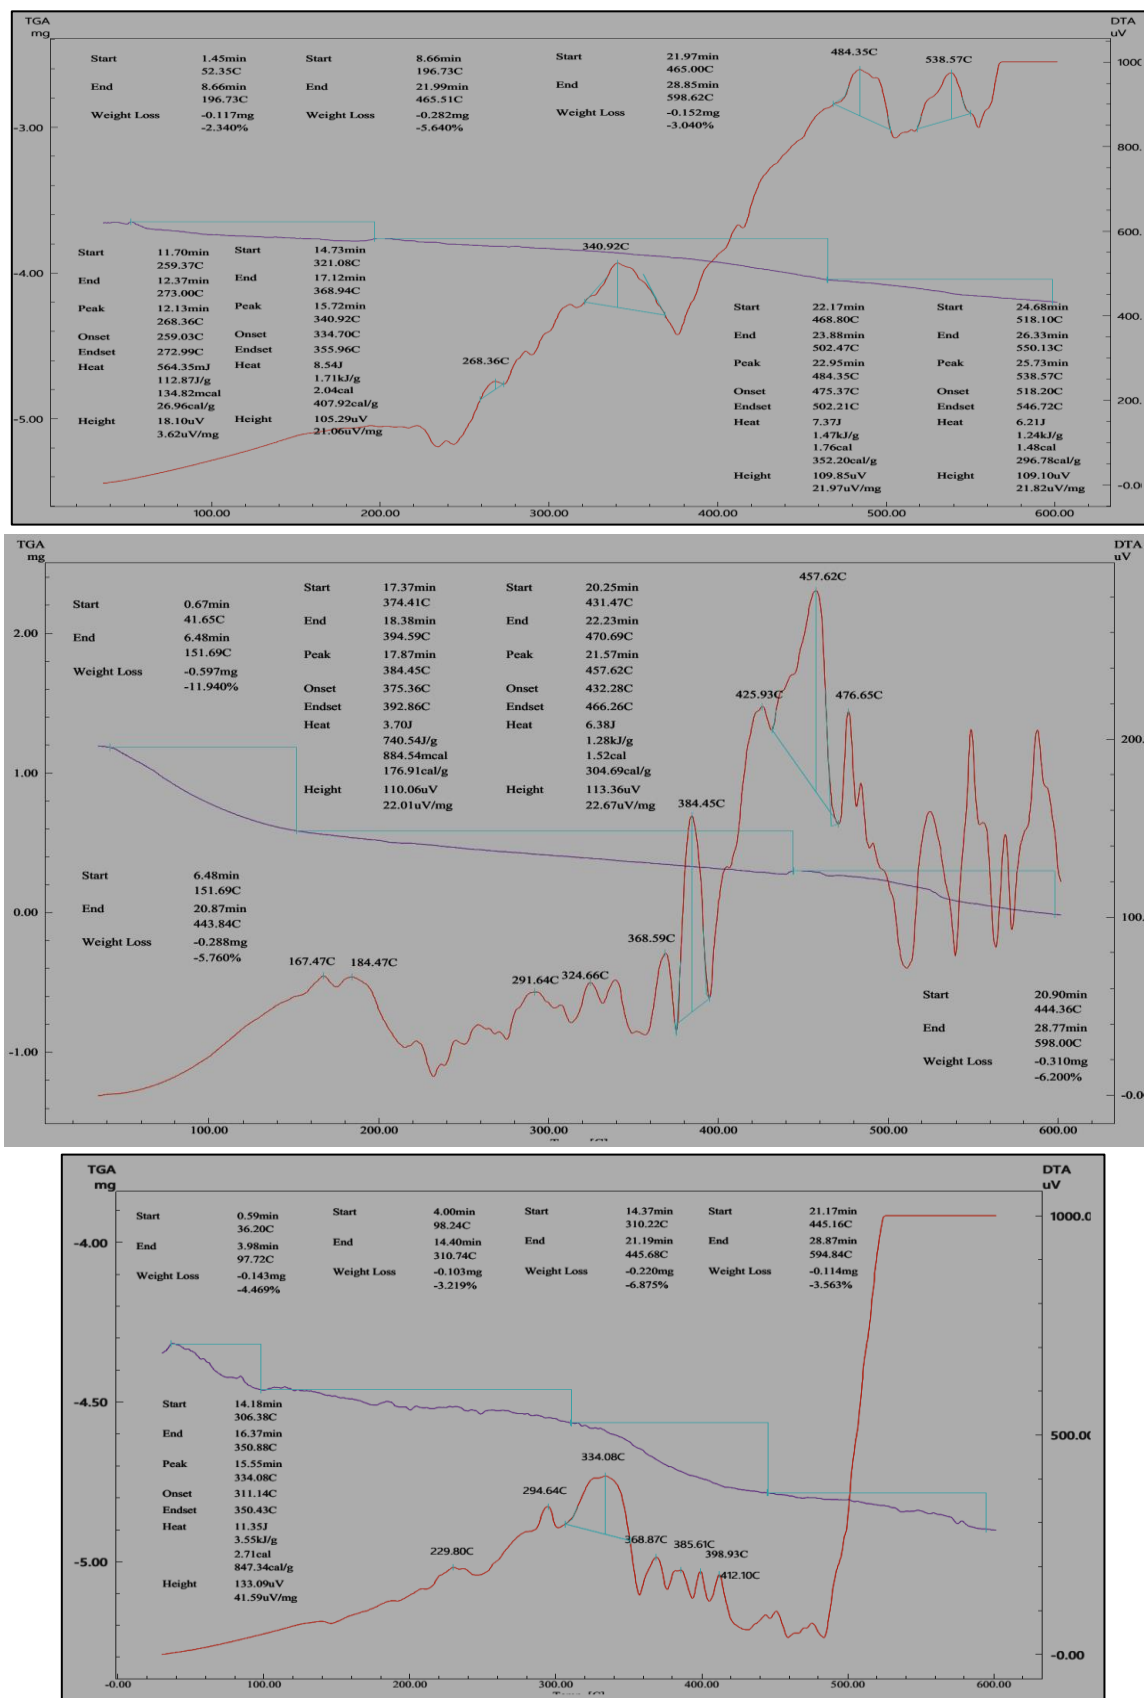 TGA
mg
DTA
uV
Start 1.45min
52.35C
End 8.66min
196.73C
Weight Loss -0.117mg
-2.340%
Start 8.66min
196.73C
End 21.99min
465.51C
Weight Loss -0.282mg
-5.640%
Start 21.97min
465.00C
End 28.85min
598.62C
Weight Loss -0.152mg
-3.040%
484.35C
538.57C
340.92C
268.36C
Start 11.70min
259.37C
End 12.37min
273.00C
Peak 12.13min
268.36C
Onset 259.03C
Endset 272.99C
Heat 564.35mJ
112.87J/g
134.82mcal
26.96cal/g
Height 18.10uV
3.62uV/mg
Start 14.73min
321.08C
End 17.12min
368.94C
Peak 15.72min
340.92C
Onset 334.70C
Endset 355.96C
Heat 8.54J
1.71kJ/g
2.04cal
407.92cal/g
Height 105.29uV
21.06uV/mg
Start 22.17min
468.80C
End 23.88min
502.47C
Peak 22.95min
484.35C
Onset 475.37C
Endset 502.21C
Heat 7.37J
1.47kJ/g
1.76cal
352.20cal/g
Height 109.85uV
21.97uV/mg
Start 24.68min
518.10C
End 26.33min
550.13C
Peak 25.73min
538.57C
Onset 518.20C
Endset 546.72C
Heat 6.21J
1.24kJ/g
1.48cal
296.78cal/g
Height 109.10uV
21.82uV/mg
-3.00
-4.00
-5.00
1000
800.
600.
400.
200.
-0.00
100.00 200.00 300.00 400.00 500.00 600.00
TGA
mg
DTA
uV
Start 0.67min
41.65C
End 6.48min
151.69C
Weight Loss -0.597mg
-11.940%
Start 17.37min
374.41C
End 18.38min
394.59C
Peak 17.87min
384.45C
Onset 375.36C
Endset 392.86C
Heat 3.70J
740.54J/g
884.54mcal
176.91cal/g
Height 110.06uV
22.01uV/mg
Start 20.25min
431.47C
End 22.23min
470.69C
Peak 21.57min
457.62C
Onset 432.28C
Endset 466.26C
Heat 6.38J
1.28kJ/g
1.52cal
304.69cal/g
Height 113.36uV
22.67uV/mg
457.62C
425.93C
476.65C
384.45C
368.59C
324.66C
291.64C
167.47C
184.47C
Start 6.48min
151.69C
End 20.87min
443.84C
Weight Loss -0.288mg
-5.760%
Start 20.90min
444.36C
End 28.77min
598.00C
Weight Loss -0.310mg
-6.200%
2.00
1.00
0.00
-1.00
200.
100.
-0.0
100.00 200.00 300.00 400.00 500.00 600.00
TGA
mg
DTA
uV
Start 0.59min
36.20C
End 3.98min
97.72C
Weight Loss -0.143mg
-4.469%
Start 4.00min
98.24C
End 14.40min
310.74C
Weight Loss -0.103mg
-3.219%
Start 14.37min
310.22C
End 21.19min
445.68C
Weight Loss -0.220mg
-6.875%
Start 21.17min
445.16C
End 28.87min
594.84C
Weight Loss -0.114mg
-3.563%
Start 14.18min
306.38C
End 16.37min
350.88C
Peak 15.55min
334.08C
Onset 311.14C
Endset 350.43C
Heat 11.35J
3.55kJ/g
2.71cal
847.34cal/g
Height 133.09uV
41.59uV/mg
334.08C
294.64C
229.80C
368.87C
385.61C
398.93C
412.10C
-4.00
-4.50
-5.00
1000.0
500.00
-0.00
-0.00 100.00 200.00 300.00 400.00 500.00 600.00